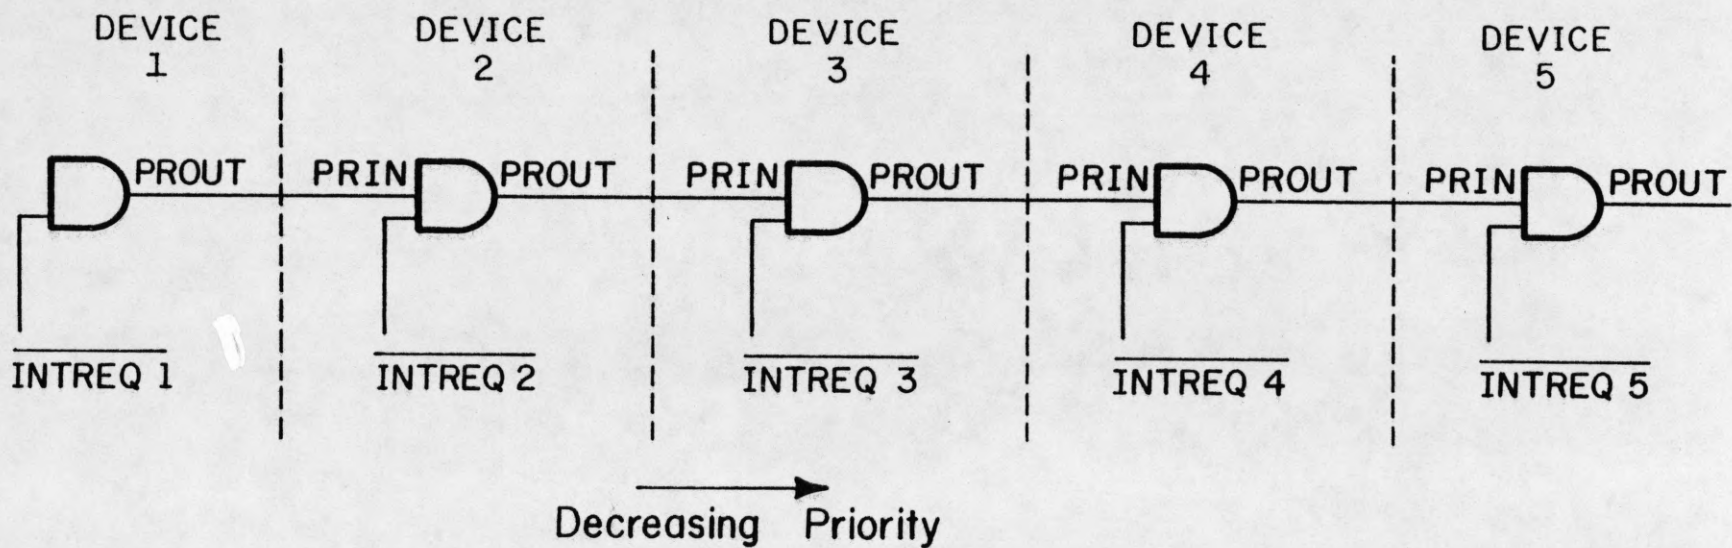 DEVICE 1
DEVICE 2
DEVICE 3
DEVICE 4
DEVICE 5
PROUT
PRIN
PROUT
PRIN
PROUT
PRIN
PROUT
PRIN
PROUT
INTREQ 1
INTREQ 2
INTREQ 3
INTREQ 4
INTREQ 5
Decreasing Priority